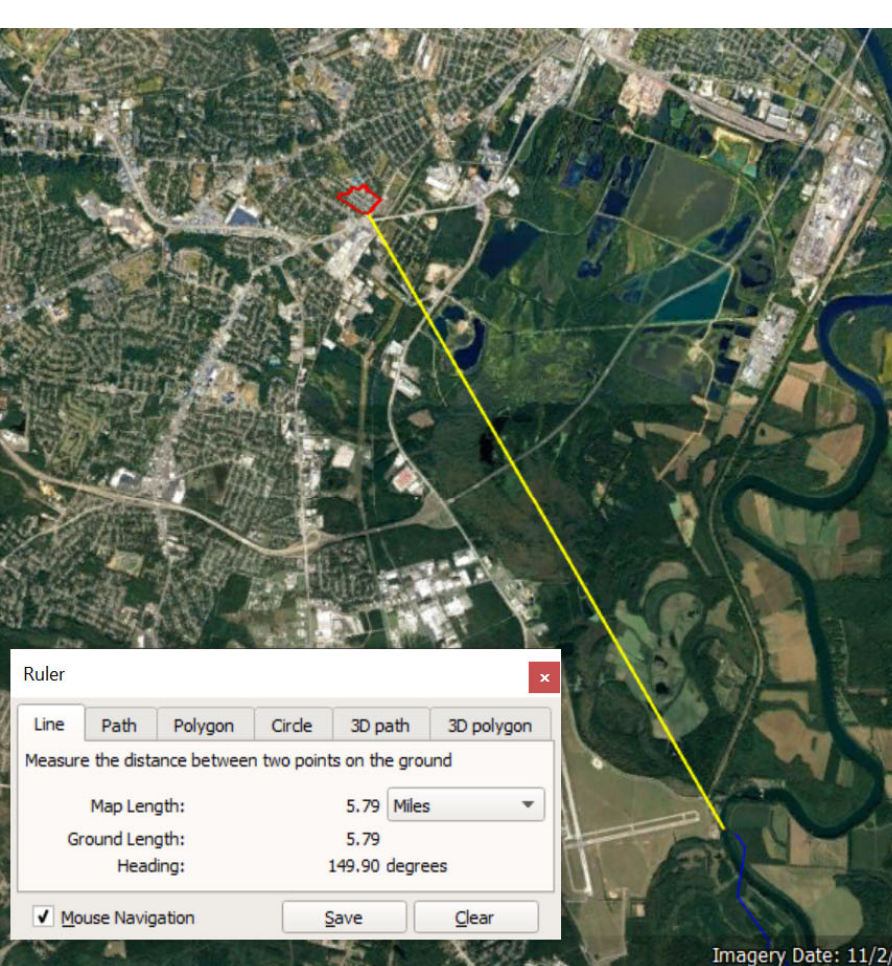 Ruler
Line Path Polygon Circle 3D path 3D polygon
Measure the distance between two points on the ground
Map Length: 5.79 Miles
Ground Length: 5.79
Heading: 149.90 degrees
Mouse Navigation Save Clear
Imagery Date: 11/2/